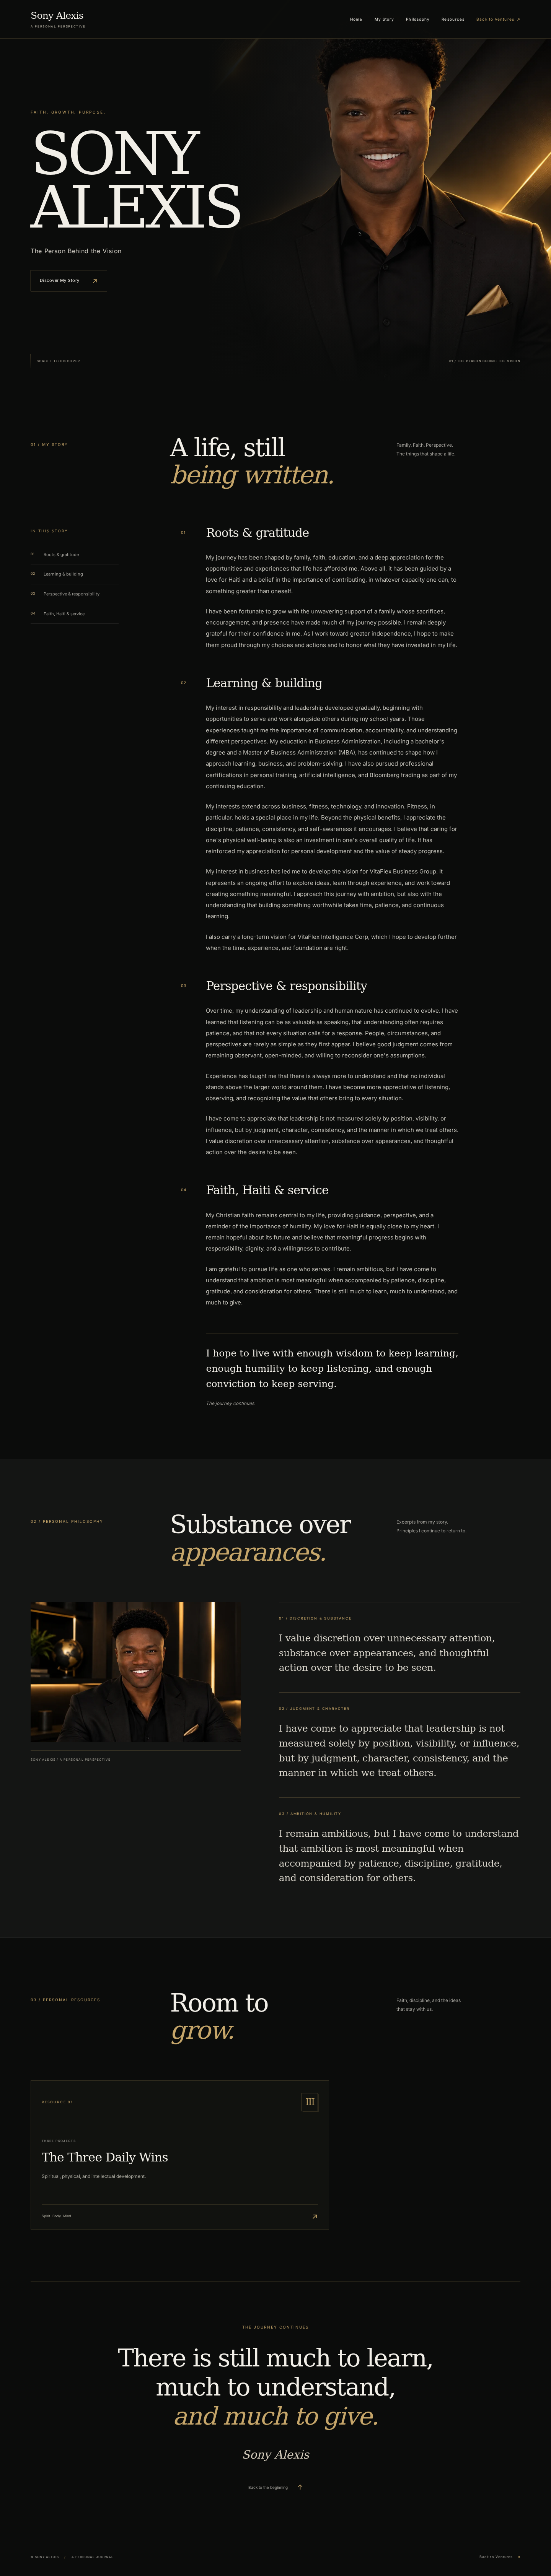 Sony Alexis
A PERSONAL PERSPECTIVE
Home
My Story
Philosophy
Resources
Back to Ventures
FAITH. GROWTH. PURPOSE.
SONY
ALEXIS
The Person Behind the Vision
Discover My Story
SCROLL TO DISCOVER
01 / THE PERSON BEHIND THE VISION
01 / MY STORY
A life, still
being written.
Family. Faith. Perspective.
The things that shape a life.
IN THIS STORY
01 Roots & gratitude
02 Learning & building
03 Perspective & responsibility
04 Faith, Haiti & service
01
Roots & gratitude
My journey has been shaped by family, faith, education, and a deep appreciation for the
opportunities and experiences that life has afforded me. Above all, it has been guided by a
love for Haiti and a belief in the importance of contributing, in whatever capacity one can, to
something greater than oneself.
I have been fortunate to grow with the unwavering support of a family whose sacrifices,
encouragement, and presence have made much of my journey possible. I remain deeply
grateful for their confidence in me. As I work toward greater independence, I hope to make
them proud through my choices and actions and to honor what they have invested in my life.
02
Learning & building
My interest in responsibility and leadership developed gradually, beginning with
opportunities to serve and work alongside others during my school years. Those
experiences taught me the importance of communication, accountability, and understanding
different perspectives. My education in Business Administration, including a bachelor's
degree and a Master of Business Administration (MBA), has continued to shape how I
approach learning, business, and problem-solving. I have also pursued professional
certifications in personal training, artificial intelligence, and Bloomberg trading as part of my
continuing education.
My interests extend across business, fitness, technology, and innovation. Fitness, in
particular, holds a special place in my life. Beyond the physical benefits, I appreciate the
discipline, patience, consistency, and self-awareness it encourages. I believe that caring for
one's physical well-being is also an investment in one's overall quality of life. It has
reinforced my appreciation for personal development and the value of steady progress.
My interest in business has led me to develop the vision for VitaFlex Business Group. It
represents an ongoing effort to explore ideas, learn through experience, and work toward
creating something meaningful. I approach this journey with ambition, but also with the
understanding that building something worthwhile takes time, patience, and continuous
learning.
I also carry a long-term vision for VitaFlex Intelligence Corp, which I hope to develop further
when the time, experience, and foundation are right.
03
Perspective & responsibility
Over time, my understanding of leadership and human nature has continued to evolve. I have
learned that listening can be as valuable as speaking, that understanding often requires
patience, and that not every situation calls for a response. People, circumstances, and
perspectives are rarely as simple as they first appear. I believe good judgment comes from
remaining observant, open-minded, and willing to reconsider one's assumptions.
Experience has taught me that there is always more to understand and that no individual
stands above the larger world around them. I have become more appreciative of listening,
observing, and recognizing the value that others bring to every situation.
I have come to appreciate that leadership is not measured solely by position, visibility, or
influence, but by judgment, character, consistency, and the manner in which we treat others.
I value discretion over unnecessary attention, substance over appearances, and thoughtful
action over the desire to be seen.
04
Faith, Haiti & service
My Christian faith remains central to my life, providing guidance, perspective, and a
reminder of the importance of humility. My love for Haiti is equally close to my heart. I
remain hopeful about its future and believe that meaningful progress begins with
responsibility, dignity, and a willingness to contribute.
I am grateful to pursue life as one who serves. I remain ambitious, but I have come to
understand that ambition is most meaningful when accompanied by patience, discipline,
gratitude, and consideration for others. There is still much to learn, much to understand, and
much to give.
I hope to live with enough wisdom to keep learning,
enough humility to keep listening, and enough
conviction to keep serving.
The journey continues.
02 / PERSONAL PHILOSOPHY
Substance over
appearances.
Excerpts from my story.
Principles I continue to return to.
SONY ALEXIS / A PERSONAL PERSPECTIVE
01 / DISCRETION & SUBSTANCE
I value discretion over unnecessary attention,
substance over appearances, and thoughtful
action over the desire to be seen.
02 / JUDGMENT & CHARACTER
I have come to appreciate that leadership is not
measured solely by position, visibility, or influence,
but by judgment, character, consistency, and the
manner in which we treat others.
03 / AMBITION & HUMILITY
I remain ambitious, but I have come to understand
that ambition is most meaningful when
accompanied by patience, discipline, gratitude,
and consideration for others.
03 / PERSONAL RESOURCES
Room to
grow.
Faith, discipline, and the ideas
that stay with us.
RESOURCE 01
III
THREE PROJECTS
The Three Daily Wins
Spiritual, physical, and intellectual development.
Spirit. Body. Mind.
THE JOURNEY CONTINUES
There is still much to learn,
much to understand,
and much to give.
Sony Alexis
Back to the beginning
© SONY ALEXIS / A PERSONAL JOURNAL
Back to Ventures